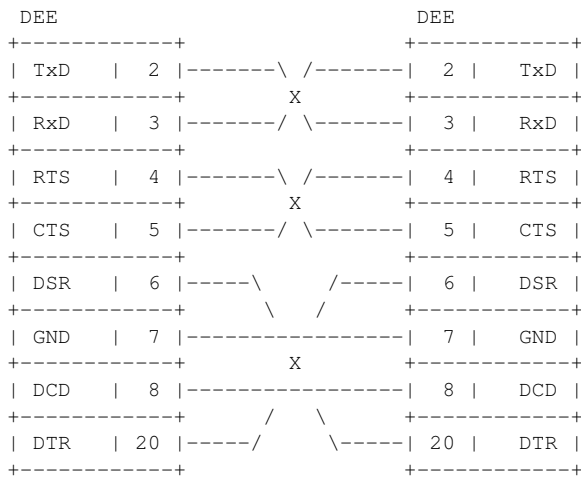 DEE DEE
+-------------+ +-------------+
| TxD | 2 |-------\ /-------| 2 | TxD |
+-------------+ X +-------------+
| RxD | 3 |-------/ \-------| 3 | RxD |
+-------------+ +-------------+
| RTS | 4 |-------\ /-------| 4 | RTS |
+-------------+ X +-------------+
| CTS | 5 |-------/ \-------| 5 | CTS |
+-------------+ +-------------+
| DSR | 6 |-----\ /-----| 6 | DSR |
+-------------+ \ / +-------------+
| GND | 7 |------------------| 7 | GND |
+-------------+ X +-------------+
| DCD | 8 |------------------| 8 | DCD |
+-------------+ / \ +-------------+
| DTR | 20 |-----/ \-----| 20 | DTR |
+-------------+ +-------------+